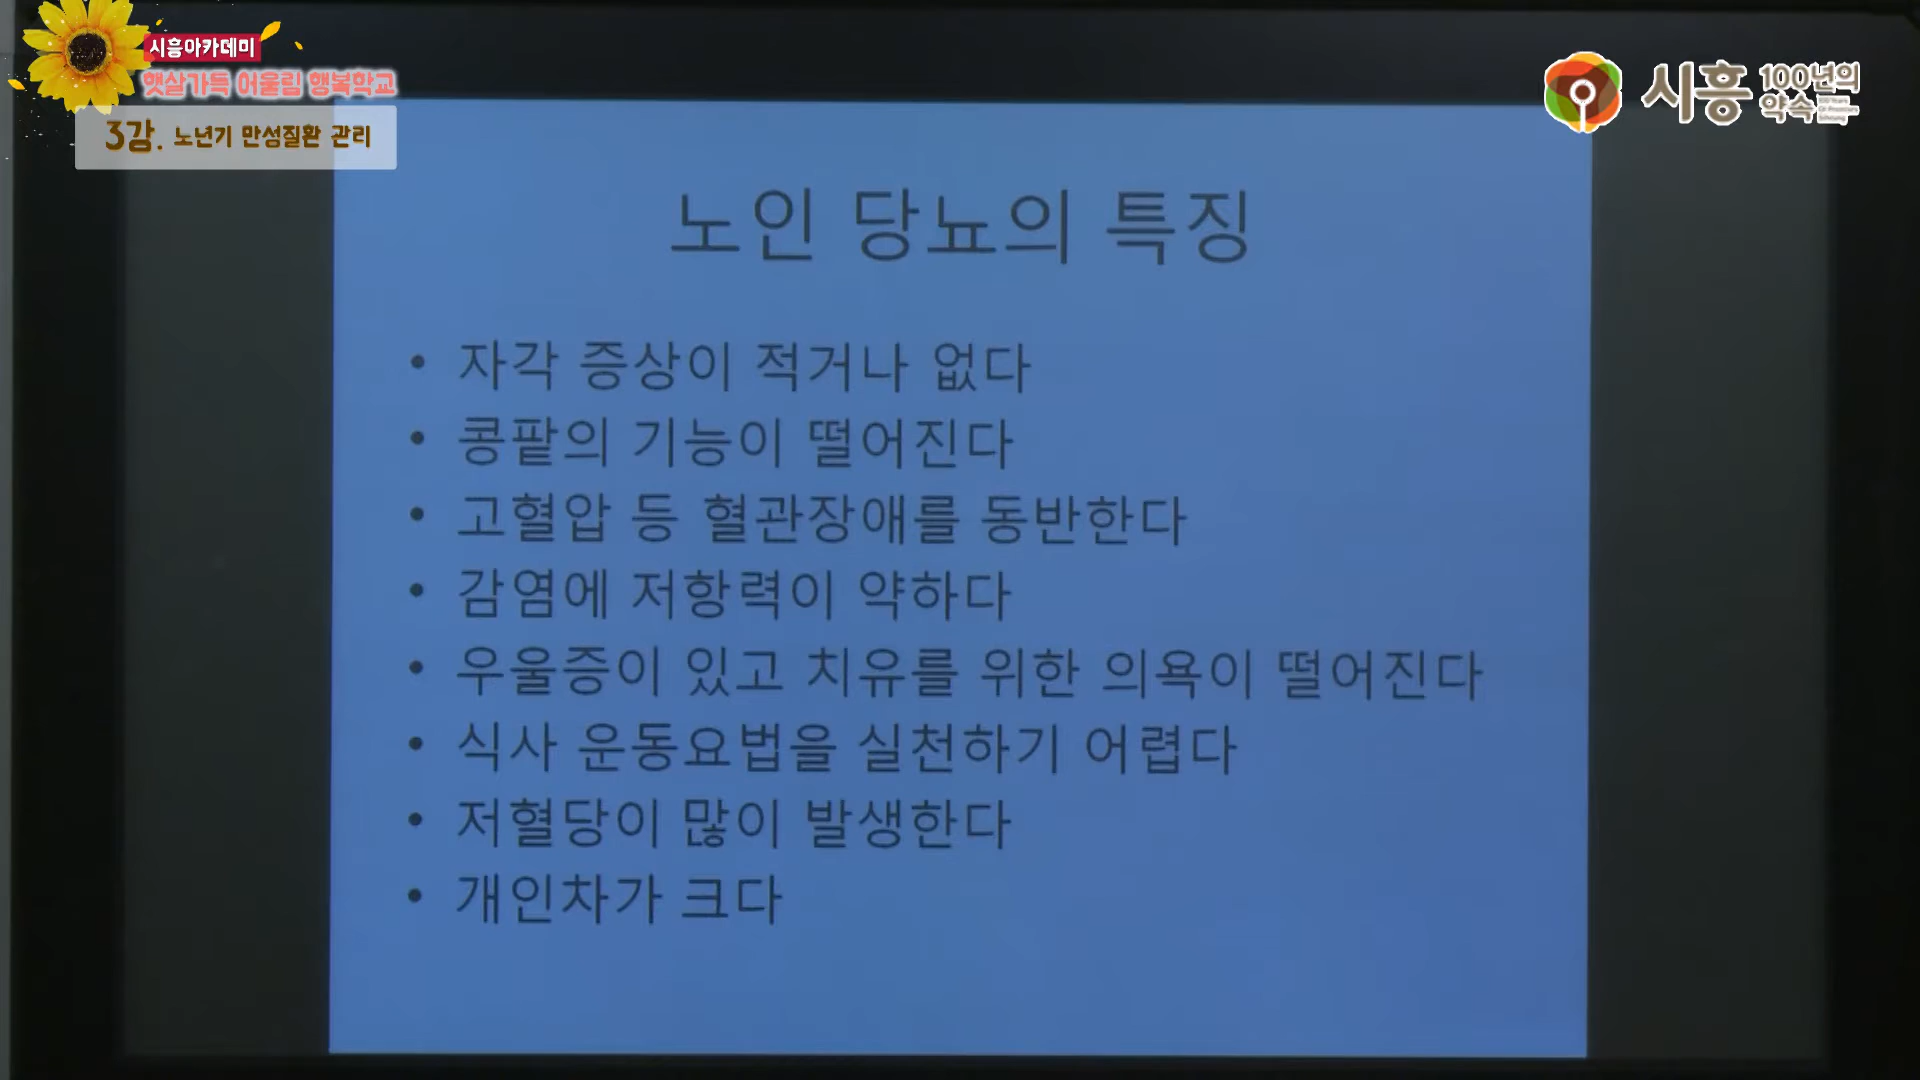 시흥아카데미
햇살가득 어울림 행복학교
3강. 노년기 만성질환 관리
시흥 100년의
약속
노인 당뇨의 특징
• 자각 증상이 적거나 없다
• 콩팥의 기능이 떨어진다
• 고혈압 등 혈관장애를 동반한다
• 감염에 저항력이 약하다
• 우울증이 있고 치유를 위한 의욕이 떨어진다
• 식사 운동요법을 실천하기 어렵다
• 저혈당이 많이 발생한다
• 개인차가 크다